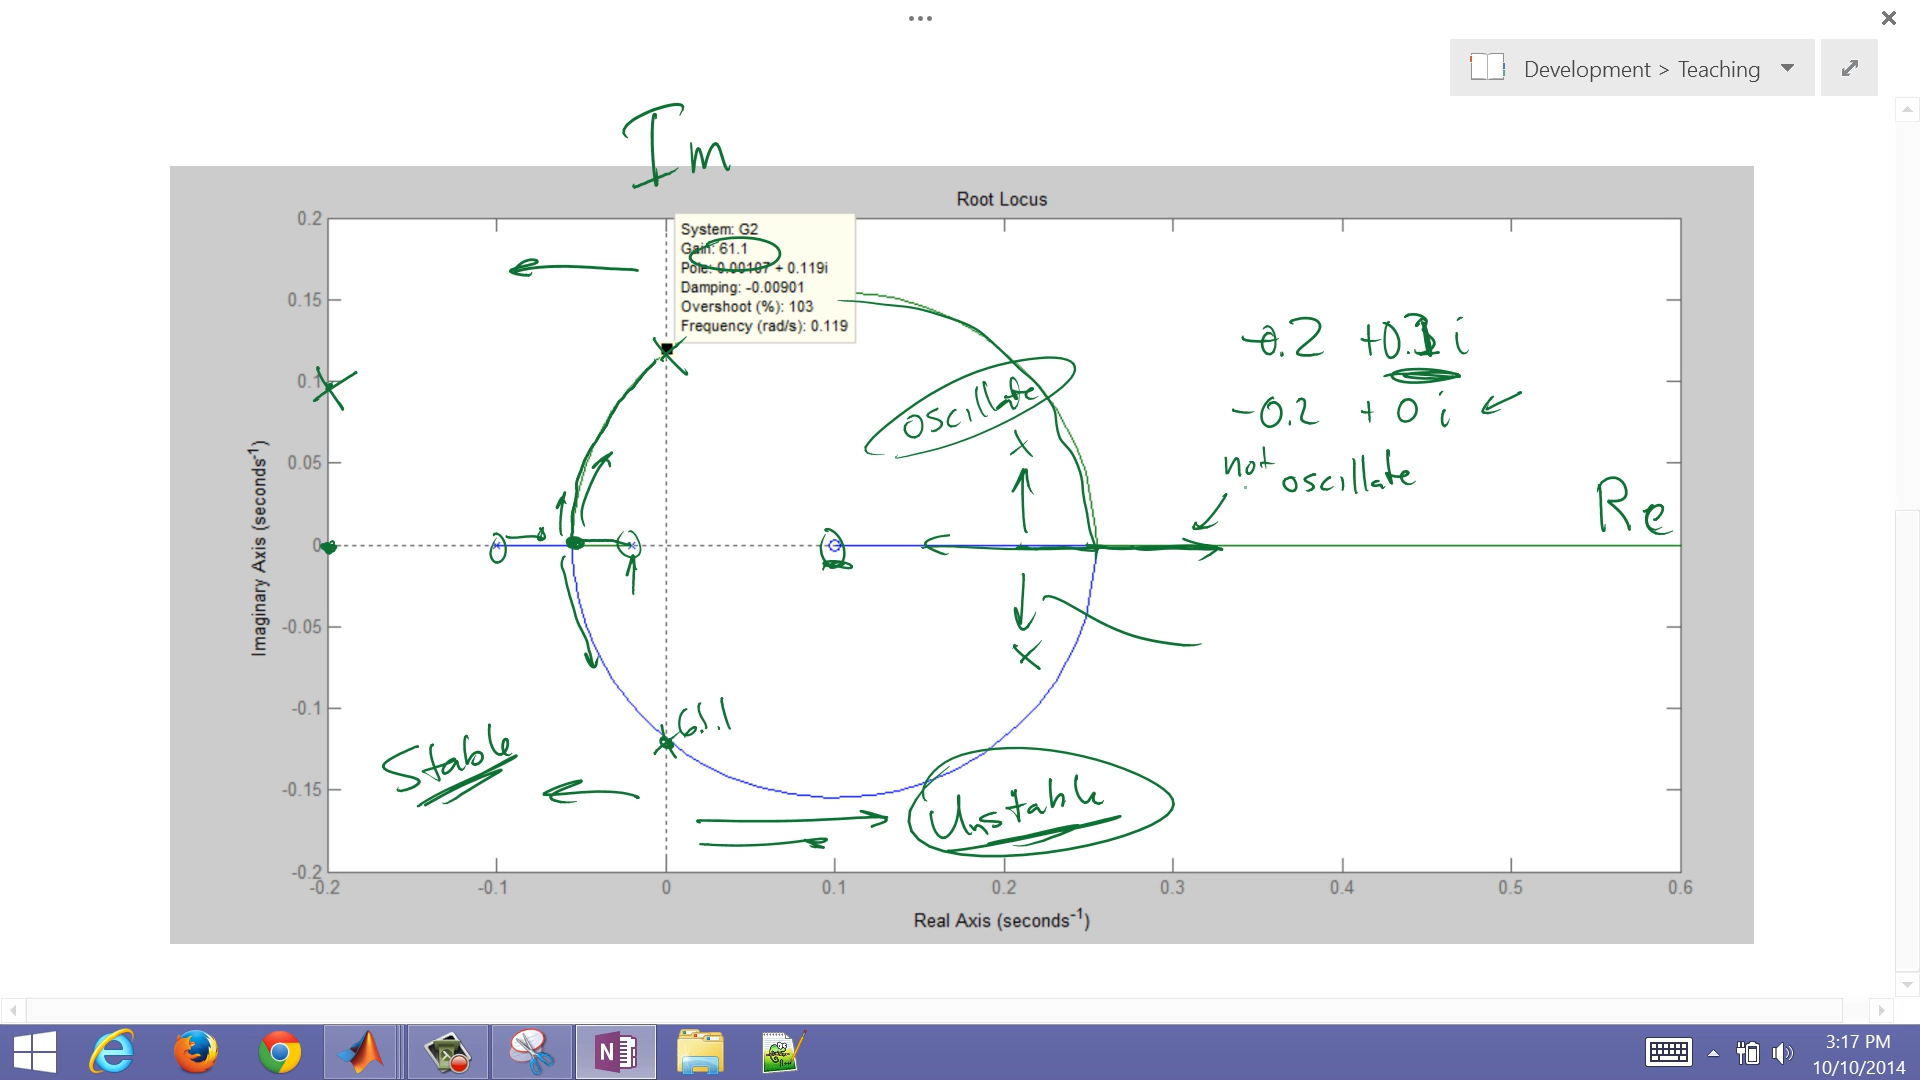 •••
Development > Teaching
Im
Root Locus
System: G2
Gain: 61.1
Pole: 0.00107 + 0.119i
Damping: -0.00901
Overshoot (%): 103
Frequency (rad/s): 0.119
0.2
0.15
0.1
0.05
0
-0.05
-0.1
-0.15
-0.2
Imaginary Axis (seconds⁻¹)
-0.2 +0.1i
-0.2 + 0i
not oscillate
oscillate
Re
61.1
Stable
Unstable
-0.2 -0.1 0 0.1 0.2 0.3 0.4 0.5 0.6
Real Axis (seconds⁻¹)
3:17 PM
10/10/2014